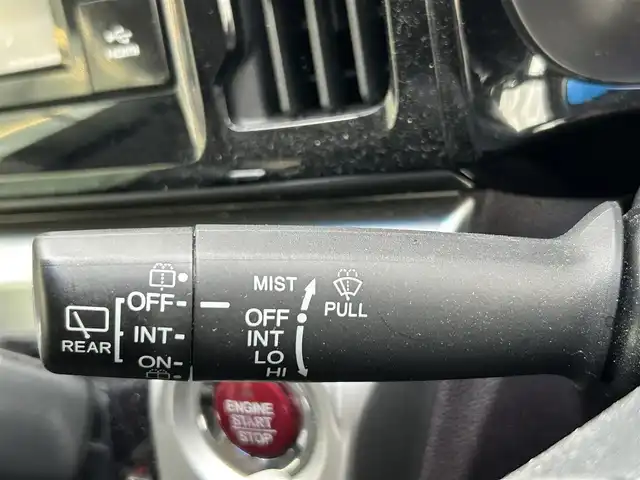 OFF
INT
ON
REAR
MIST
OFF
INT
LO
HI
PULL
ENGINE
START
STOP